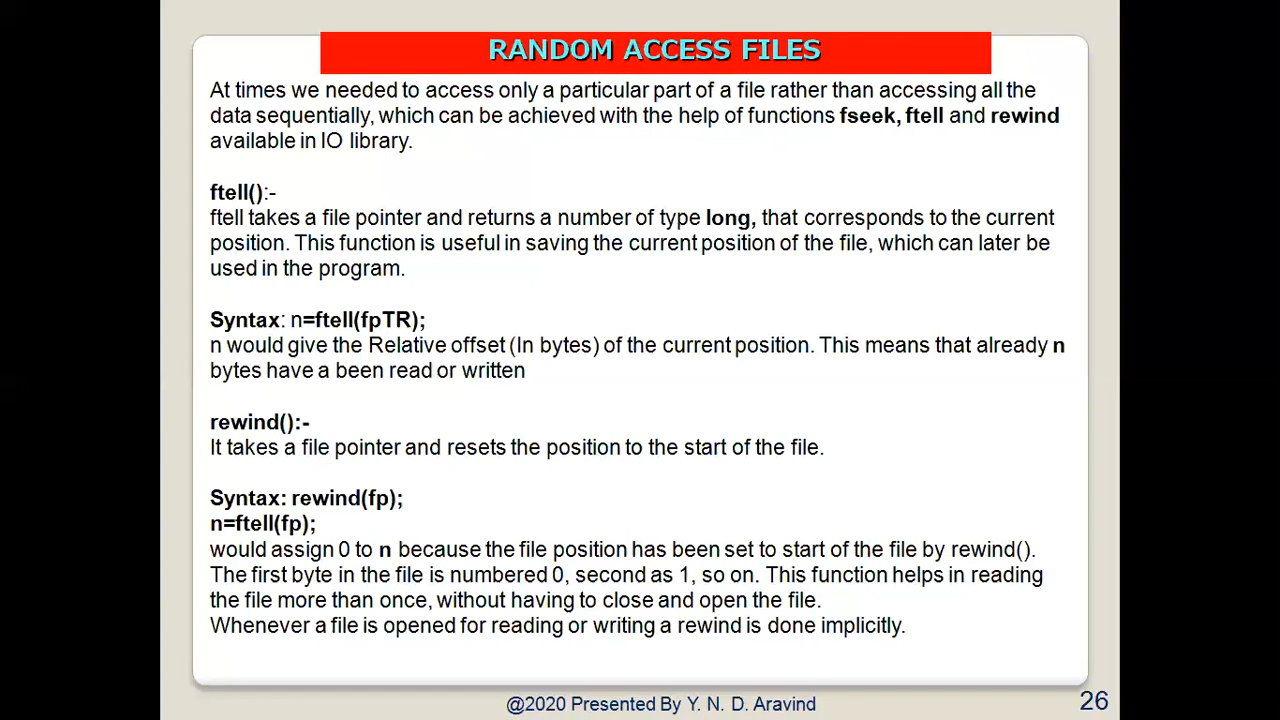 RANDOM ACCESS FILES
At times we needed to access only a particular part of a file rather than accessing all the
data sequentially, which can be achieved with the help of functions fseek, ftell and rewind
available in IO library.
ftell():-
ftell takes a file pointer and returns a number of type long, that corresponds to the current
position. This function is useful in saving the current position of the file, which can later be
used in the program.
Syntax: n=ftell(fpTR);
n would give the Relative offset (In bytes) of the current position. This means that already n
bytes have a been read or written
rewind():-
It takes a file pointer and resets the position to the start of the file.
Syntax: rewind(fp);
n=ftell(fp);
would assign 0 to n because the file position has been set to start of the file by rewind().
The first byte in the file is numbered 0, second as 1, so on. This function helps in reading
the file more than once, without having to close and open the file.
Whenever a file is opened for reading or writing a rewind is done implicitly.
@2020 Presented By Y. N. D. Aravind
26